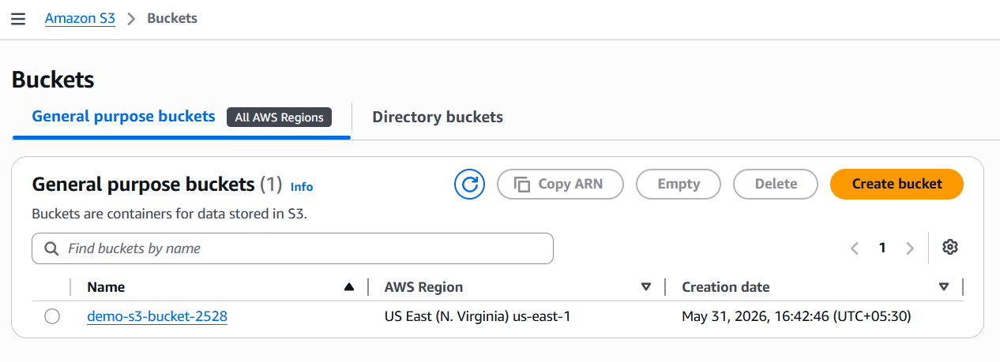 Amazon S3 > Buckets
Buckets
General purpose buckets All AWS Regions Directory buckets
General purpose buckets (1) Info Copy ARN Empty Delete Create bucket
Buckets are containers for data stored in S3.
Find buckets by name 1
Name AWS Region Creation date
demo-s3-bucket-2528 US East (N. Virginia) us-east-1 May 31, 2026, 16:42:46 (UTC+05:30)